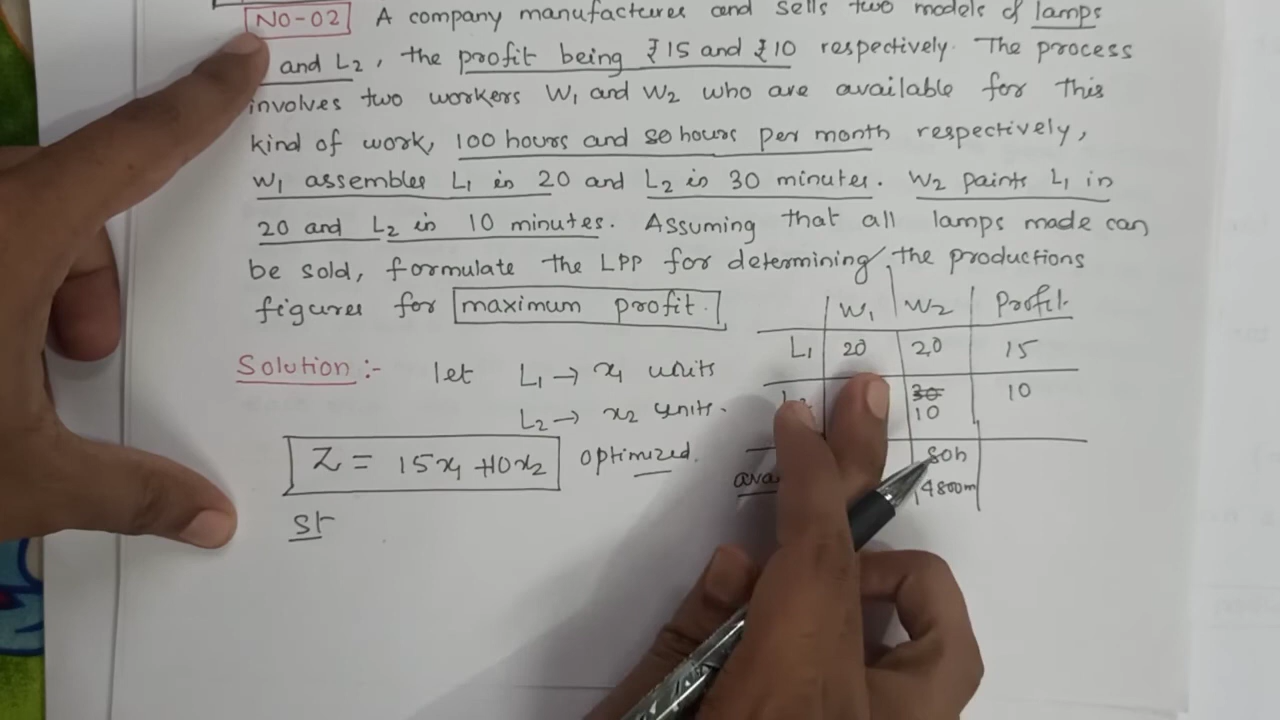 NO-02 A company manufactures and sells two models of lamps
and L2, the profit being ₹15 and ₹10 respectively. The process
involves two workers W1 and W2 who are available for this
kind of work, 100 hours and 80 hours per month respectively,
W1 assembles L1 in 20 and L2 in 30 minutes. W2 paints L1 in
20 and L2 in 10 minutes. Assuming that all lamps made can
be sold, formulate the LPP for determining the productions
figures for maximum profit.
W1 W2 Profit
L1 20 20 15
30 10
10
80h
4800m
Solution :- let L1 → x1 units
L2 → x2 units.
Z = 15x1 +10x2 optimized.
St